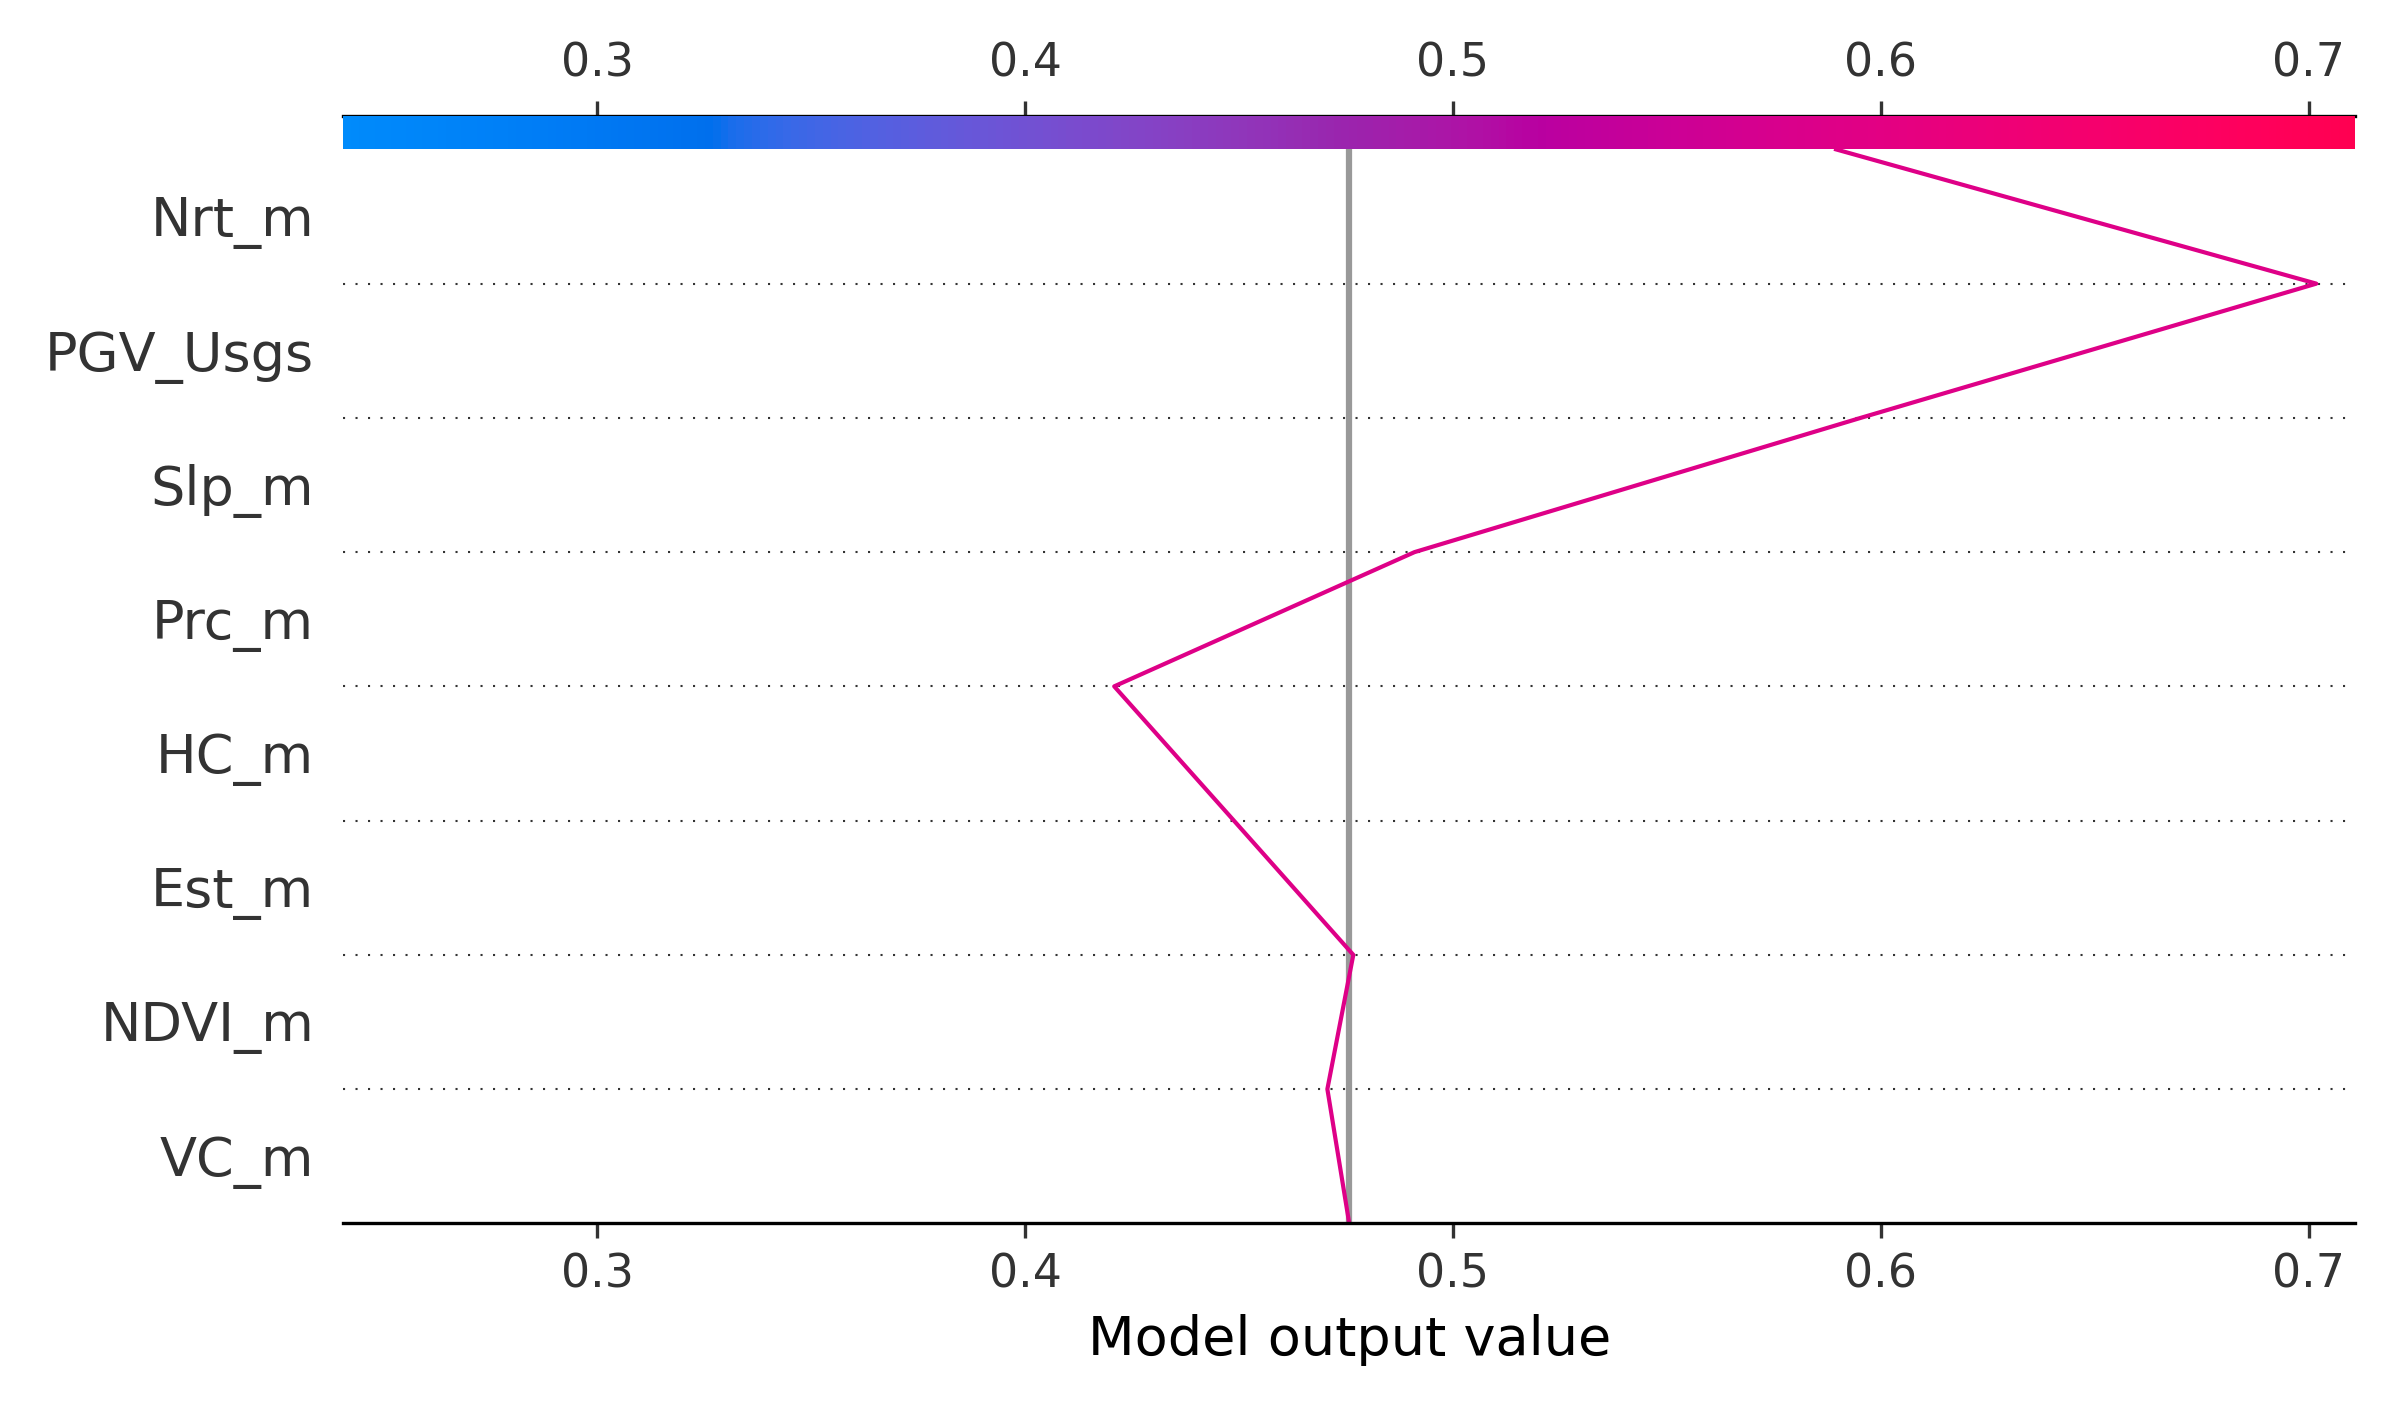 0.3 0.4 0.5 0.6 0.7
Nrt_m
PGV_Usgs
Slp_m
Prc_m
HC_m
Est_m
NDVI_m
VC_m
0.3 0.4 0.5 0.6 0.7
Model output value